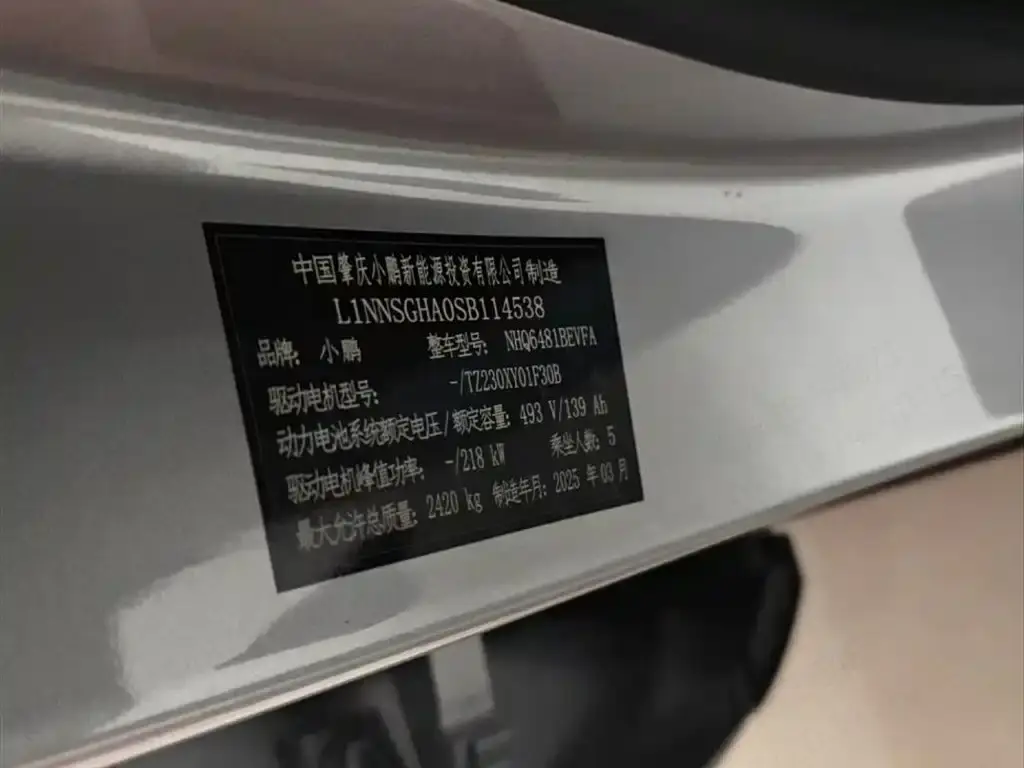 中国肇庆小鹏新能源投资有限公司制造
L1NNSGHA0SB114538
品牌: 小鹏 整车型号: NHQ6481BEVFA
驱动电机型号: -/TZ230XY01F30B
动力电池系统额定电压/额定容量: 493 V/139 Ah
驱动电机峰值功率: -/218 kW 乘坐人数: 5
最大允许总质量: 2420 kg 制造年月: 2025 年 03 月